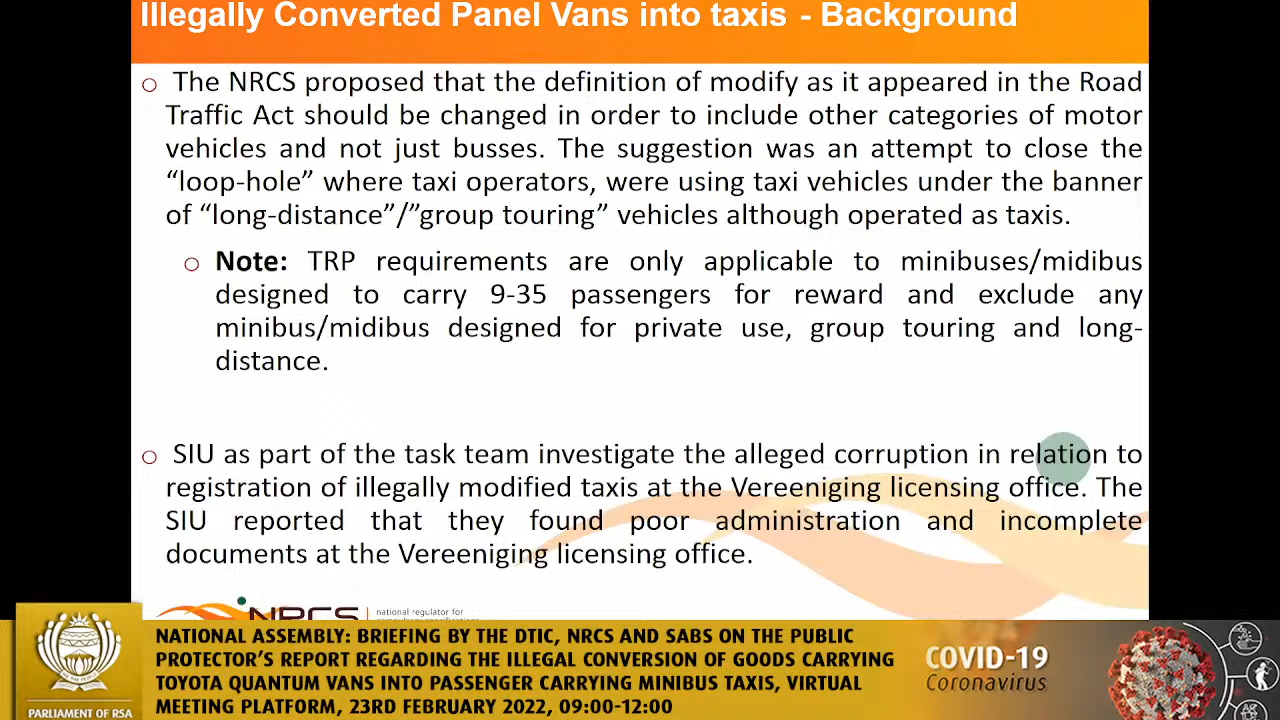 Illegally Converted Panel Vans into taxis - Background
o The NRCS proposed that the definition of modify as it appeared in the Road
Traffic Act should be changed in order to include other categories of motor
vehicles and not just busses. The suggestion was an attempt to close the
“loop-hole” where taxi operators, were using taxi vehicles under the banner
of “long-distance”/”group touring” vehicles although operated as taxis.
o Note: TRP requirements are only applicable to minibuses/midibus
designed to carry 9-35 passengers for reward and exclude any
minibus/midibus designed for private use, group touring and long-
distance.
o SIU as part of the task team investigate the alleged corruption in relation to
registration of illegally modified taxis at the Vereeniging licensing office. The
SIU reported that they found poor administration and incomplete
documents at the Vereeniging licensing office.
NRCS
national regulator for
NATIONAL ASSEMBLY: BRIEFING BY THE DTIC, NRCS AND SABS ON THE PUBLIC
PROTECTOR'S REPORT REGARDING THE ILLEGAL CONVERSION OF GOODS CARRYING
TOYOTA QUANTUM VANS INTO PASSENGER CARRYING MINIBUS TAXIS, VIRTUAL
MEETING PLATFORM, 23RD FEBRUARY 2022, 09:00-12:00
PARLIAMENT OF RSA
COVID-19
Coronavirus